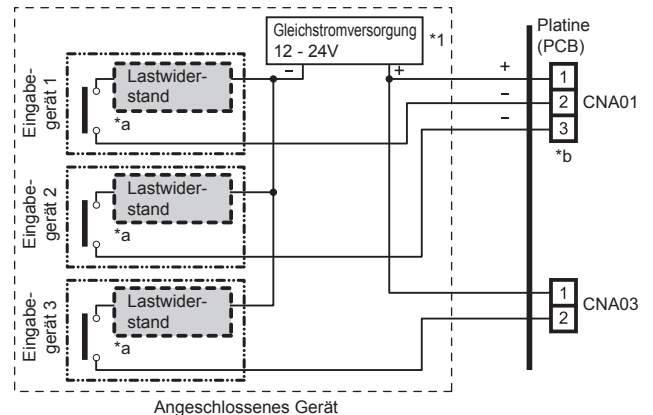 Gleichstromversorgung
12 - 24V
*1
Platine
(PCB)
–
+
+
–
–
1
2
3
CNA01
*b
Eingabe-
gerät 1
Lastwider-
stand
*a
Eingabe-
gerät 2
Lastwider-
stand
*a
Eingabe-
gerät 3
Lastwider-
stand
*a
1
2
CNA03
Angeschlossenes Gerät